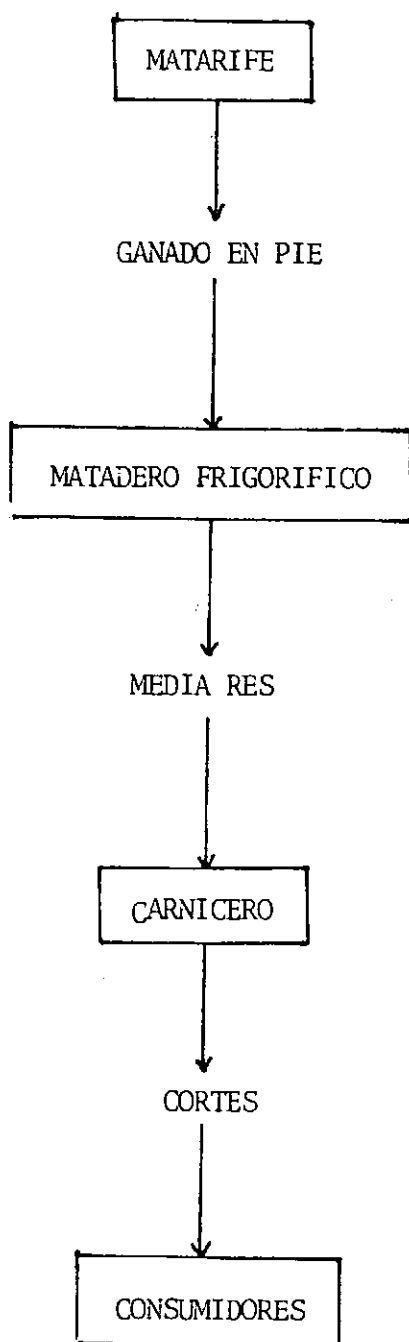 MATARIFE
GANADO EN PIE
MATADERO FRIGORIFICO
MEDIA RES
CARNICERO
CORTES
CONSUMIDORES